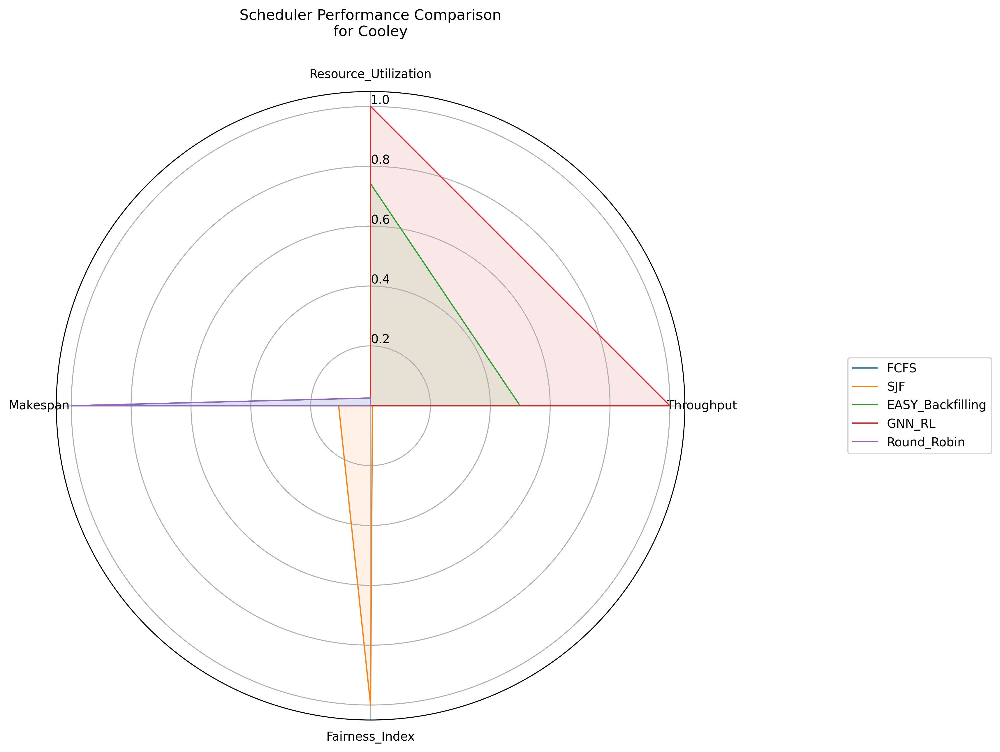 Scheduler Performance Comparison
for Cooley
Resource_Utilization
1.0
0.8
0.6
0.4
0.2
Makespan
Throughput
Fairness_Index
FCFS
SJF
EASY_Backfilling
GNN_RL
Round_Robin